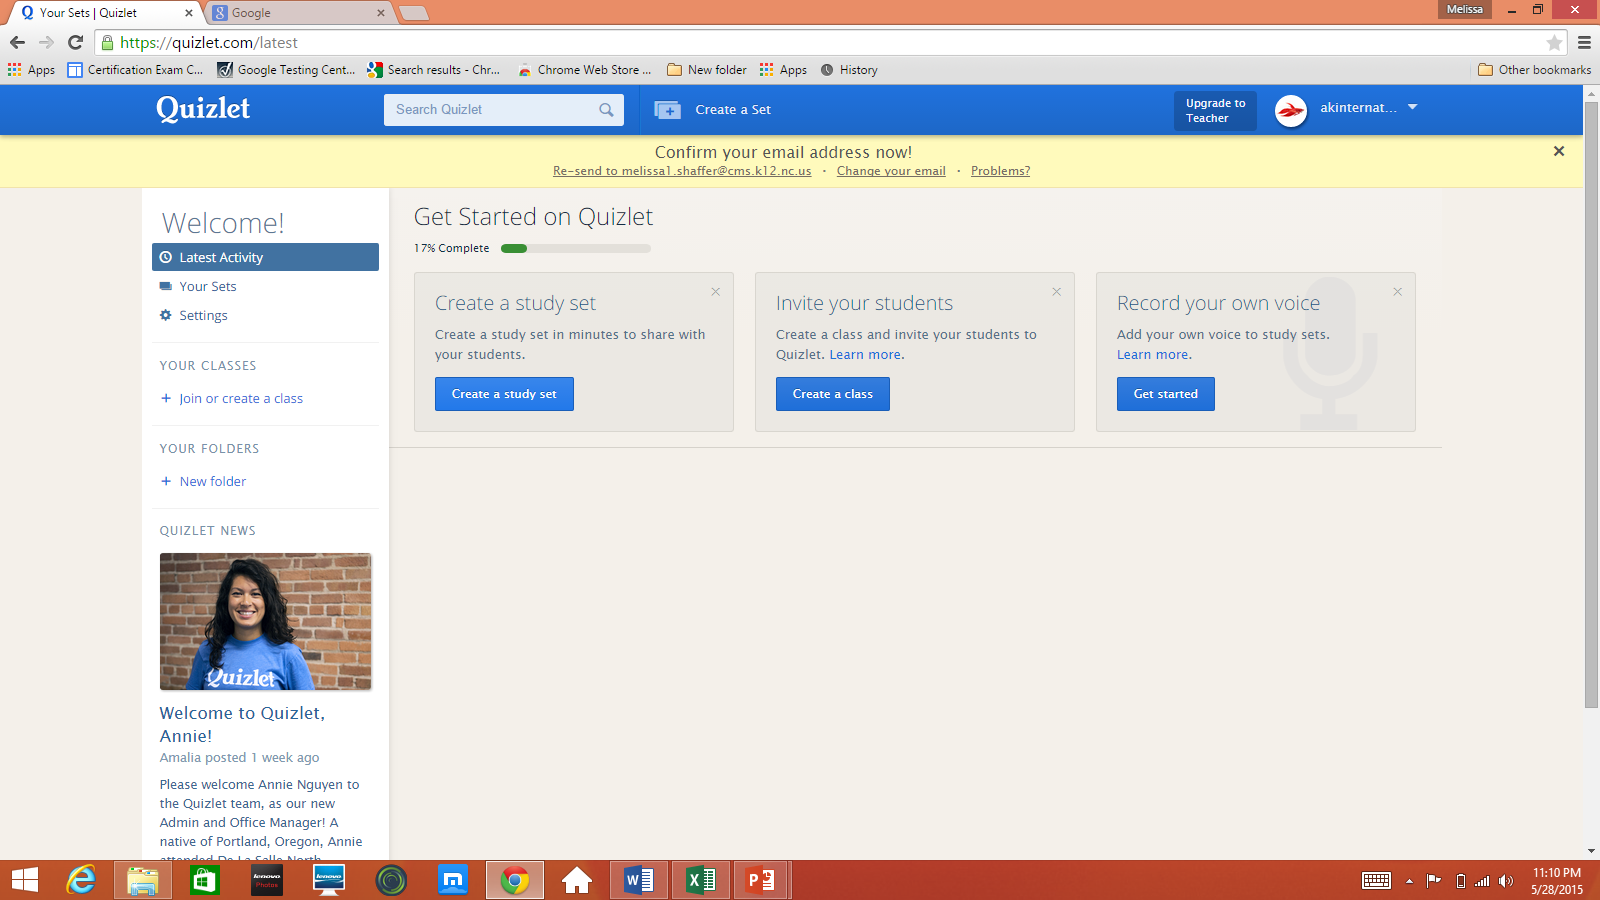 Your Sets | Quizlet
Google
Melissa
https://quizlet.com/latest
Apps
Certification Exam C...
Google Testing Cent...
Search results - Chr...
Chrome Web Store ...
New folder
Apps
History
Other bookmarks
Quizlet
Search Quizlet
Create a Set
Upgrade to
Teacher
akinternat...
Confirm your email address now!
Re-send to melissa1.shaffer@cms.k12.nc.us · Change your email · Problems?
Welcome!
Latest Activity
Your Sets
Settings
YOUR CLASSES
+ Join or create a class
YOUR FOLDERS
+ New folder
QUIZLET NEWS
Quizlet
Welcome to Quizlet,
Annie!
Amalia posted 1 week ago
Please welcome Annie Nguyen to
the Quizlet team, as our new
Admin and Office Manager! A
native of Portland, Oregon, Annie
attended De La Salle North
Get Started on Quizlet
17% Complete
Create a study set
Create a study set in minutes to share with
your students.
Create a study set
Invite your students
Create a class and invite your students to
Quizlet. Learn more.
Create a class
Record your own voice
Add your own voice to study sets.
Learn more.
Get started
lenovo
Photos
lenovo
11:10 PM
5/28/2015